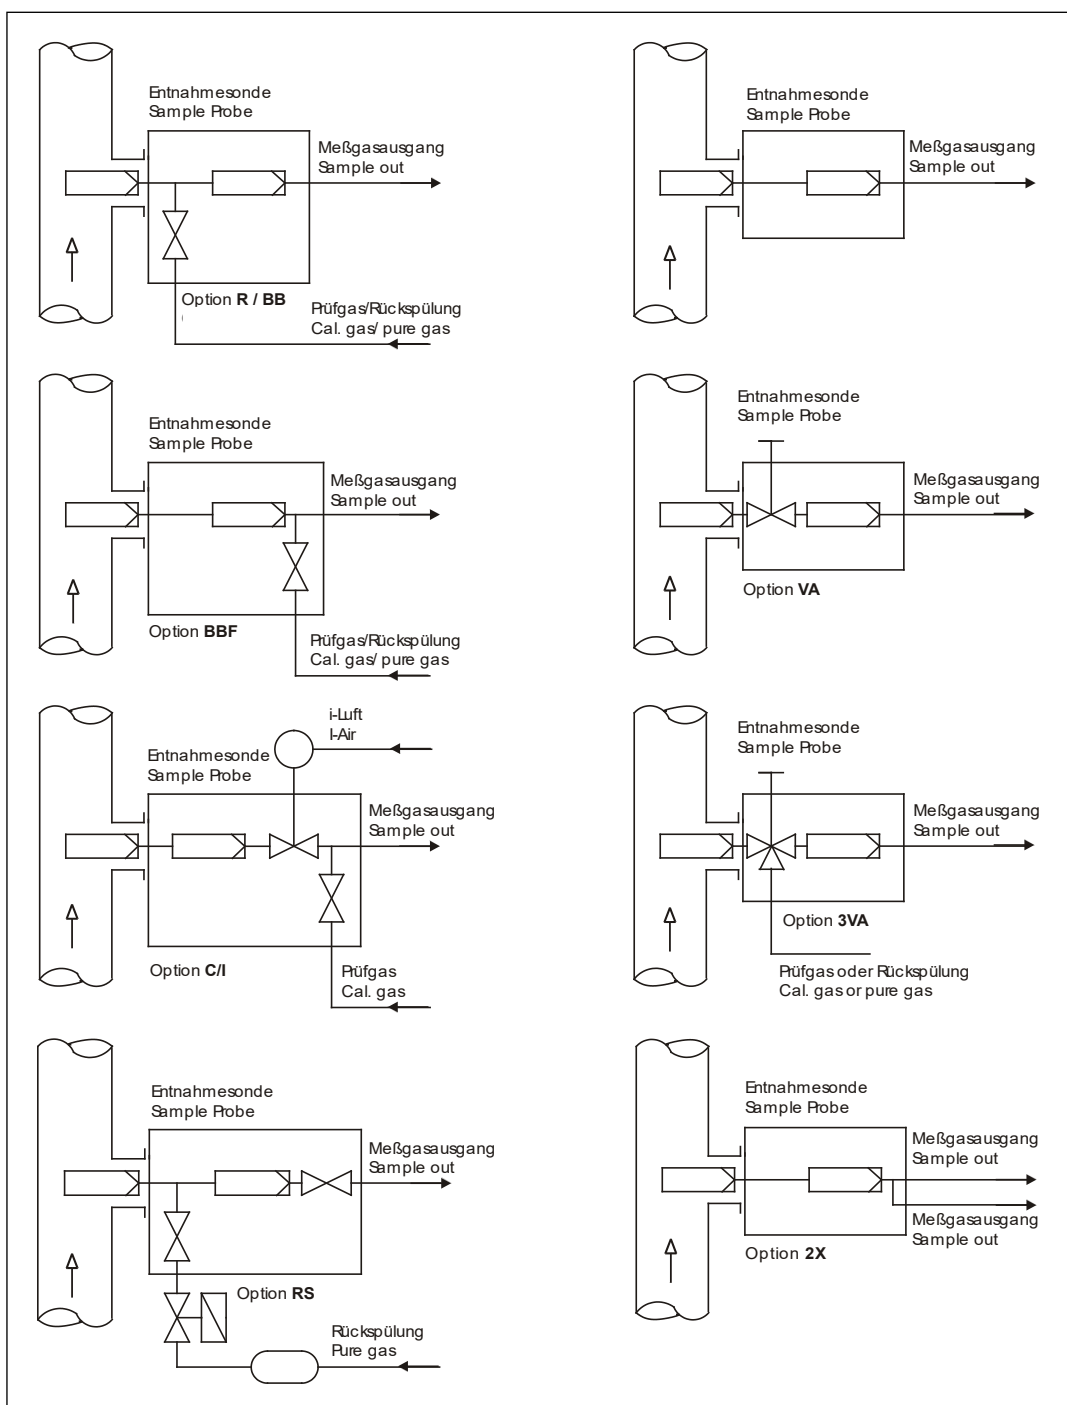 Entnahmesonde
Sample Probe
Meßgasausgang
Sample out
Option R / BB
Prüfgas/Rückspülung
Cal. gas/ pure gas
Entnahmesonde
Sample Probe
Meßgasausgang
Sample out
Entnahmesonde
Sample Probe
Meßgasausgang
Sample out
Option BBF
Prüfgas/Rückspülung
Cal. gas/ pure gas
Entnahmesonde
Sample Probe
Meßgasausgang
Sample out
Option VA
i-Luft
I-Air
Entnahmesonde
Sample Probe
Meßgasausgang
Sample out
Option C/I
Prüfgas
Cal. gas
Entnahmesonde
Sample Probe
Meßgasausgang
Sample out
Option 3VA
Prüfgas oder Rückspülung
Cal. gas or pure gas
Entnahmesonde
Sample Probe
Meßgasausgang
Sample out
Option RS
Rückspülung
Pure gas
Entnahmesonde
Sample Probe
Meßgasausgang
Sample out
Meßgasausgang
Sample out
Option 2X